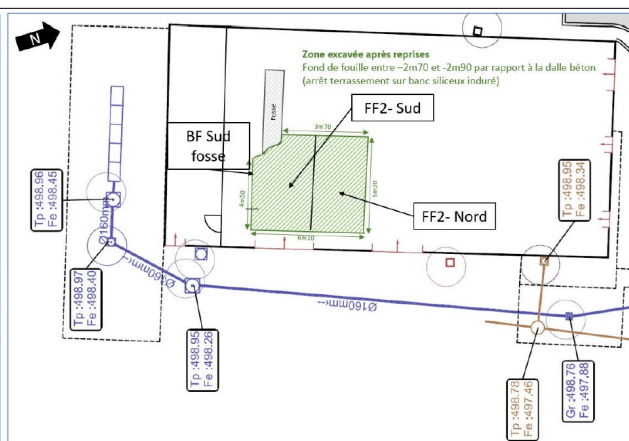 N
Zone excavée après reprises
Fond de fouille entre –2m70 et -2m90 par rapport à la dalle béton
(arrêt terrassement sur banc siliceux induré)
Fosse
FF2- Sud
3m70
BF Sud
fosse
FF2- Nord
4m50
5m20
6m10
Tp :498.96
Fe :498.45
Ø160mm
Tp :498.97
Fe :498.40
Ø160mm
Tp :498.95
Fe :498.26
Ø160mm
Tp :498.95
Fe :498.34
Tp :498.78
Fe :497.46
Gr :498.76
Fe :497.88